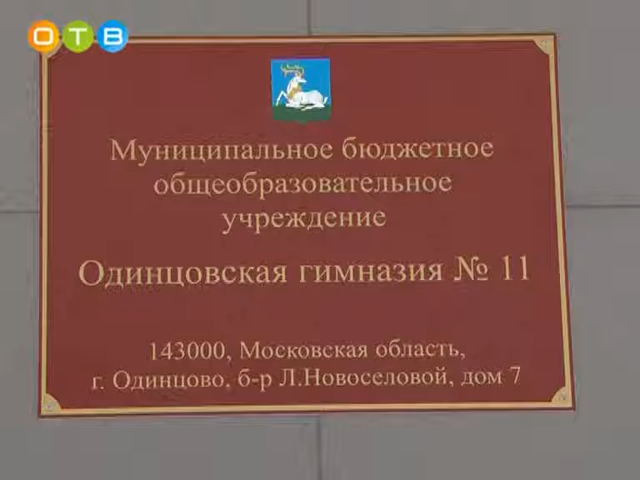 ОТВ
Муниципальное бюджетное
общеобразовательное
учреждение
Одинцовская гимназия № 11
143000, Московская область,
г. Одинцово, б-р Л.Новоселовой, дом 7